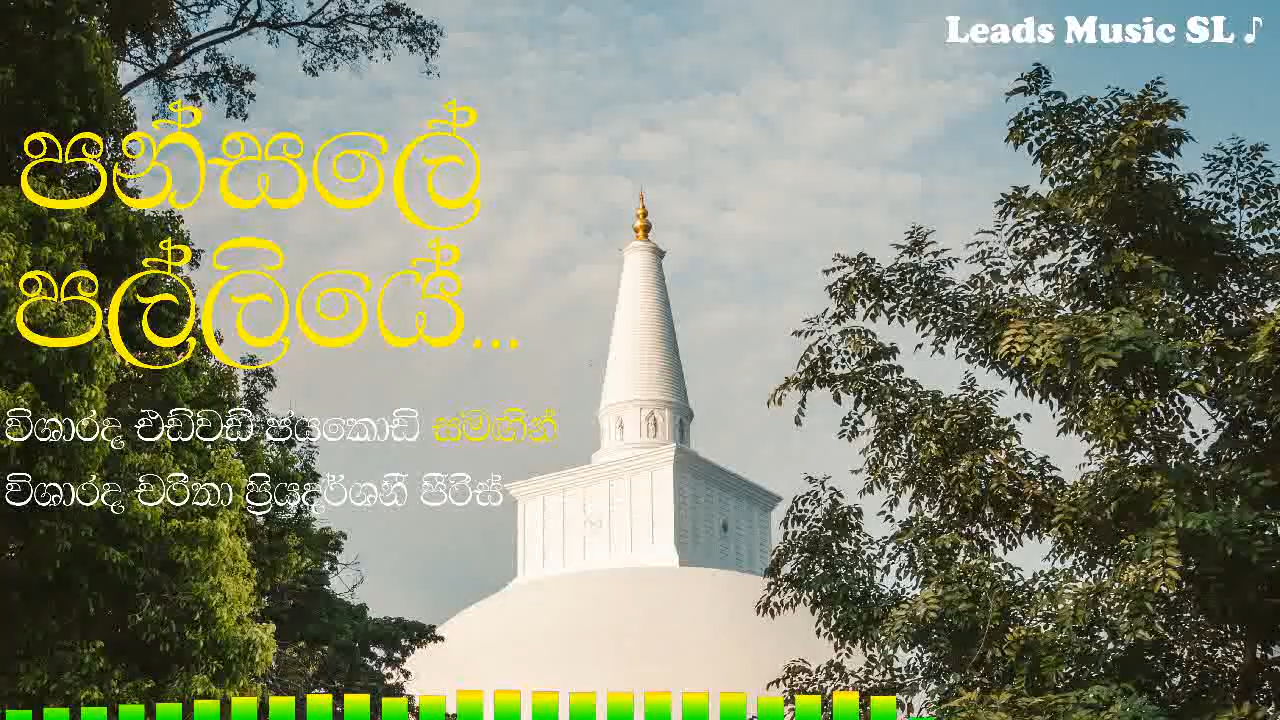 Leads Music SL
පන්සලේ
පල්ලියේ...
විශාරද එඩ්වඩ් ජයකොඩි සමඟින්
විශාරද චරිතා ප්‍රියදර්ශනී පීරිස්